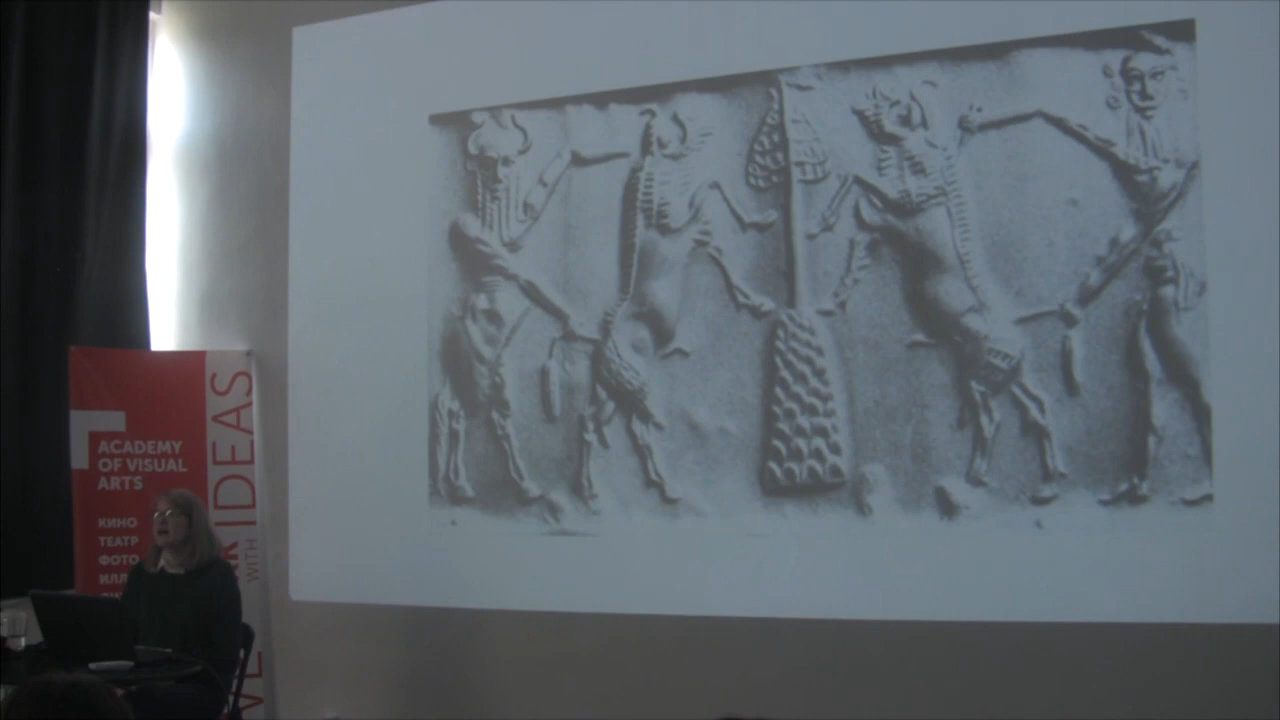 ACADEMY
OF VISUAL
ARTS
КИНО
ТЕАТР
ФОТО
WITH IDEAS